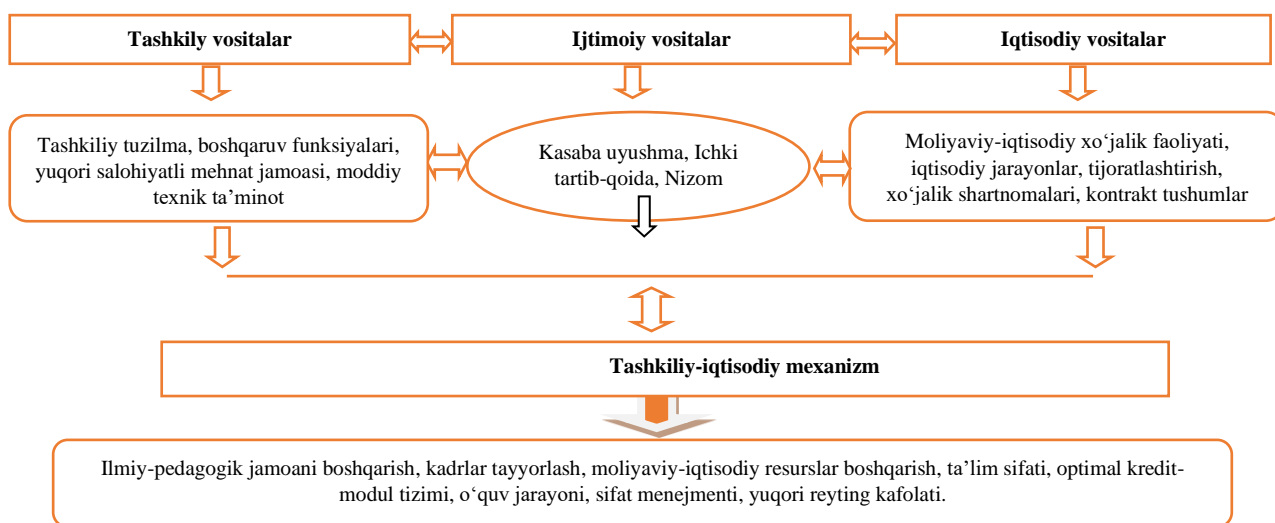 Tashkily vositalar
Ijtimoiy vositalar
Iqtisodiy vositalar
Tashkiliy tuzilma, boshqaruv funksiyalari,
yuqori salohiyatli mehnat jamoasi, moddiy
texnik ta’minot
Kasaba uyushma, Ichki
tartib-qoida, Nizom
Moliyaviy-iqtisodiy xo‘jalik faoliyati,
iqtisodiy jarayonlar, tijoratlashtirish,
xo‘jalik shartnomalari, kontrakt tushumlar
Tashkiliy-iqtisodiy mexanizm
Ilmiy-pedagogik jamoani boshqarish, kadrlar tayyorlash, moliyaviy-iqtisodiy resurslar boshqarish, ta’lim sifati, optimal kredit-
modul tizimi, o‘quv jarayoni, sifat menejmenti, yuqori reyting kafolati.